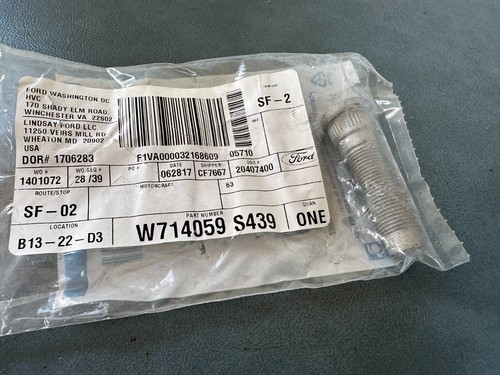 FORD WASHINGTON DC
HVC
170 SHADY ELM ROAD
WINCHESTER VA 22602
LINDSAY FORD LLC
11250 VEIRS MILL RD
WHEATON MD 20902
USA
SF-2
DOR# 1706283
F1VA000032168609 05710
WO #
1401072
WO.SEQ #
28 /39
PO #
DATE
062817
SHIPPER
CF7667
20407400
Ford
ROUTE/STOP
SF-02
MOTORCRAFT
63
LOCATION
B13-22-D3
PART NUMBER
W714059 S439
QUAN
ONE